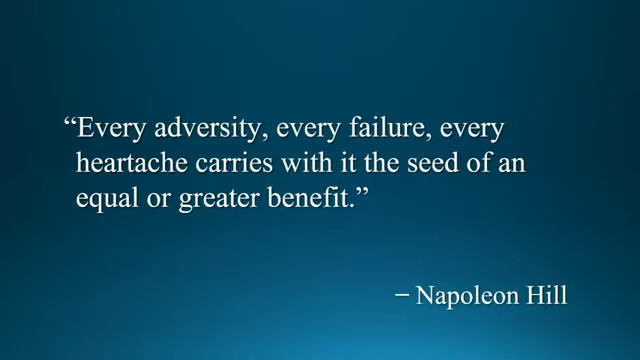 “Every adversity, every failure, every
heartache carries with it the seed of an
equal or greater benefit.”
– Napoleon Hill